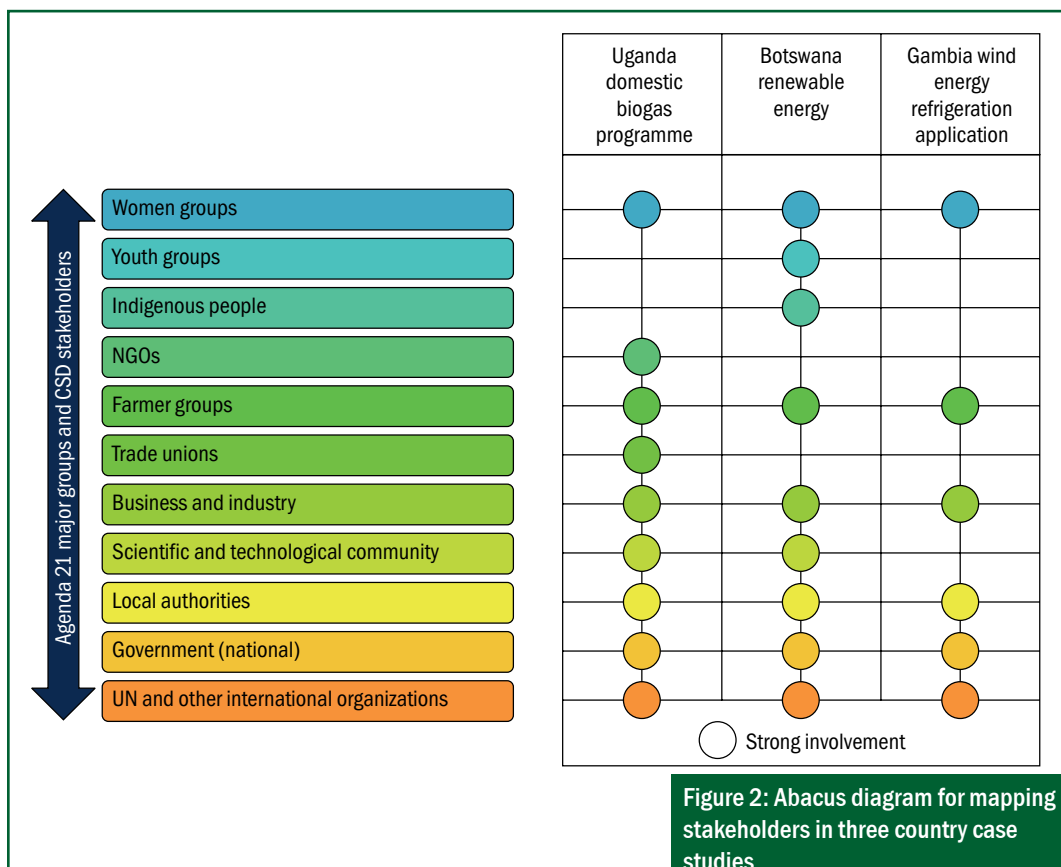 Uganda
domestic
biogas
programme
Botswana
renewable
energy
Gambia wind
energy
refrigeration
application
Agenda 21 major groups and CSD stakeholders
Women groups
Youth groups
Indigenous people
NGOs
Farmer groups
Trade unions
Business and industry
Scientific and technological community
Local authorities
Government (national)
UN and other international organizations
Strong involvement
Figure 2: Abacus diagram for mapping
stakeholders in three country case
studies